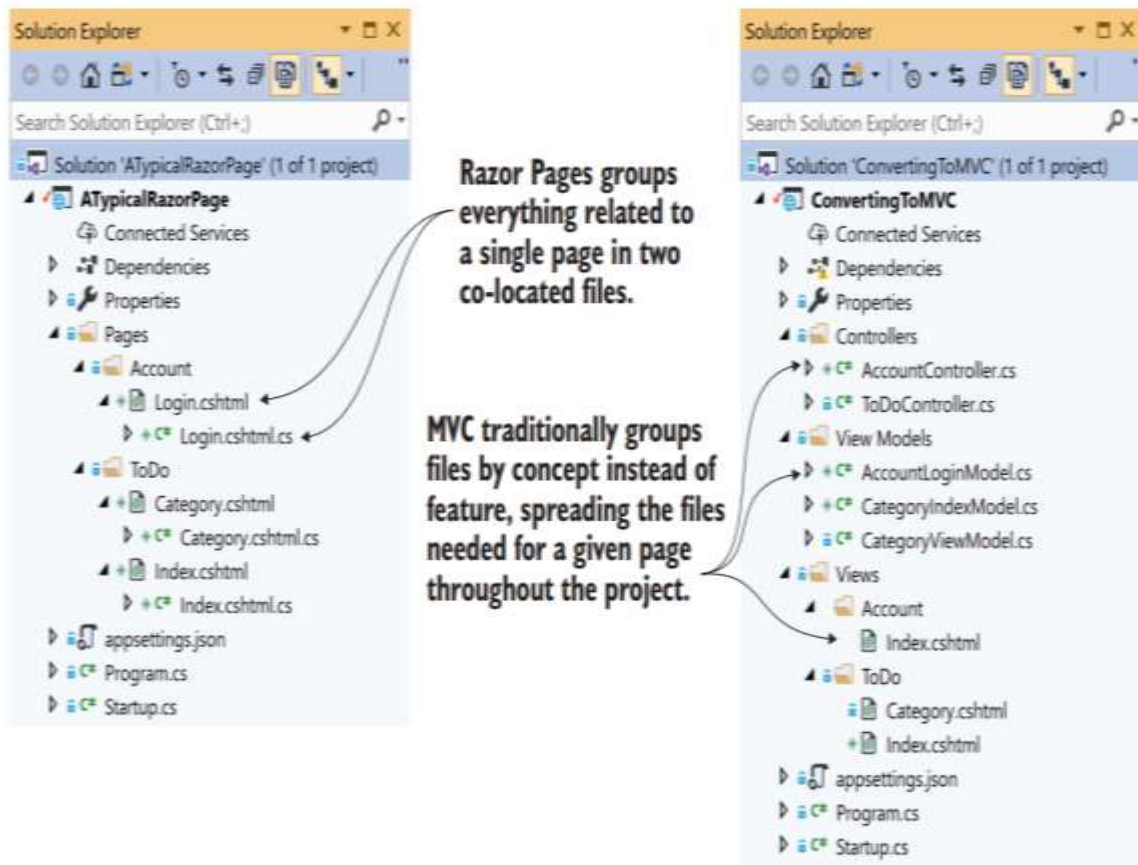 Solution Explorer
Search Solution Explorer (Ctrl+;)
Solution 'ATypicalRazorPage' (1 of 1 project)
ATypicalRazorPage
Connected Services
Dependencies
Properties
Pages
Account
Login.cshtml
C# Login.cshtml.cs
ToDo
Category.cshtml
C# Category.cshtml.cs
Index.cshtml
C# Index.cshtml.cs
appsettings.json
C# Program.cs
C# Startup.cs
Razor Pages groups
everything related to
a single page in two
co-located files.
MVC traditionally groups
files by concept instead of
feature, spreading the files
needed for a given page
throughout the project.
Solution Explorer
Search Solution Explorer (Ctrl+;)
Solution 'ConvertingToMVC' (1 of 1 project)
ConvertingToMVC
Connected Services
Dependencies
Properties
Controllers
C# AccountController.cs
C# ToDoController.cs
View Models
C# AccountLoginModel.cs
C# CategoryIndexModel.cs
C# CategoryViewModel.cs
Views
Account
Index.cshtml
ToDo
Category.cshtml
Index.cshtml
appsettings.json
C# Program.cs
C# Startup.cs